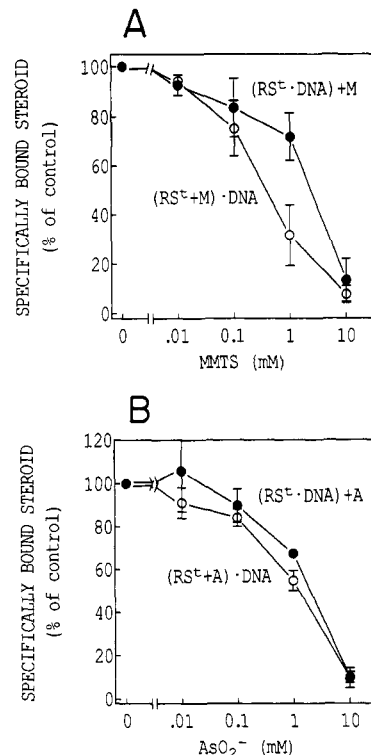 A
SPECIFICALLY BOUND STEROID
(% of control)
100
80
60
40
20
0
(RSᵗ·DNA)+M
(RSᵗ+M)·DNA
0 .01 0.1 1 10
MMTS (mM)
B
SPECIFICALLY BOUND STEROID
(% of control)
120
100
80
60
40
20
0
(RSᵗ·DNA)+A
(RSᵗ+A)·DNA
0 .01 0.1 1 10
AsO₂⁻ (mM)